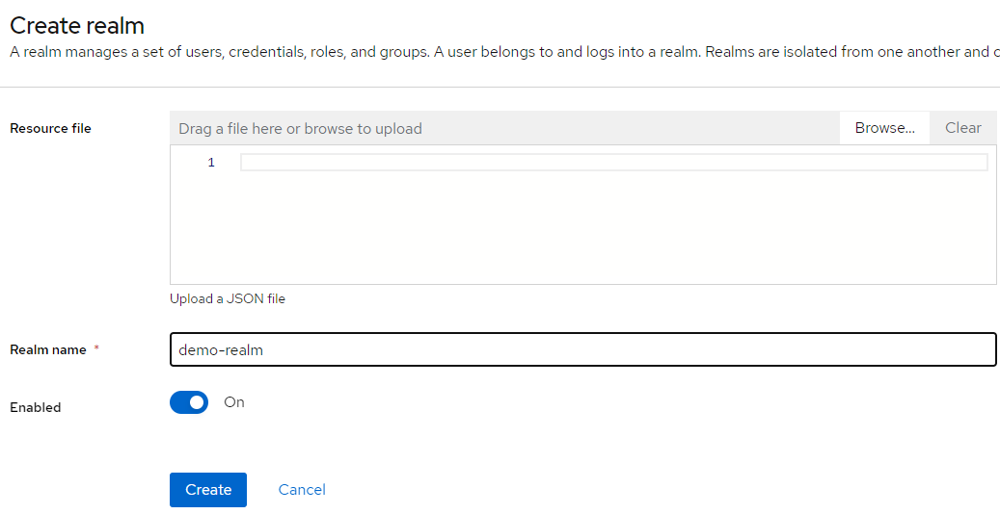 Create realm
A realm manages a set of users, credentials, roles, and groups. A user belongs to and logs into a realm. Realms are isolated from one another and
Resource file
Drag a file here or browse to upload
Browse...
Clear
1
Upload a JSON file
Realm name *
demo-realm
Enabled
On
Create
Cancel